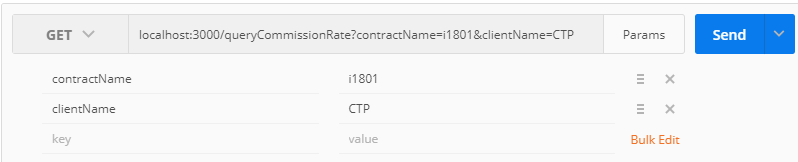 GET localhost:3000/queryCommissionRate?contractName=i1801&clientName=CTP Params Send
contractName i1801
clientName CTP
key value Bulk Edit